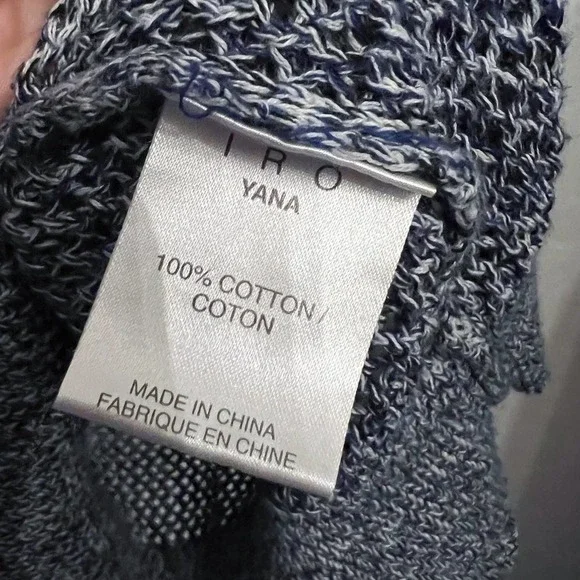 IRO
YANA
100% COTTON/
COTON
MADE IN CHINA
FABRIQUE EN CHINE